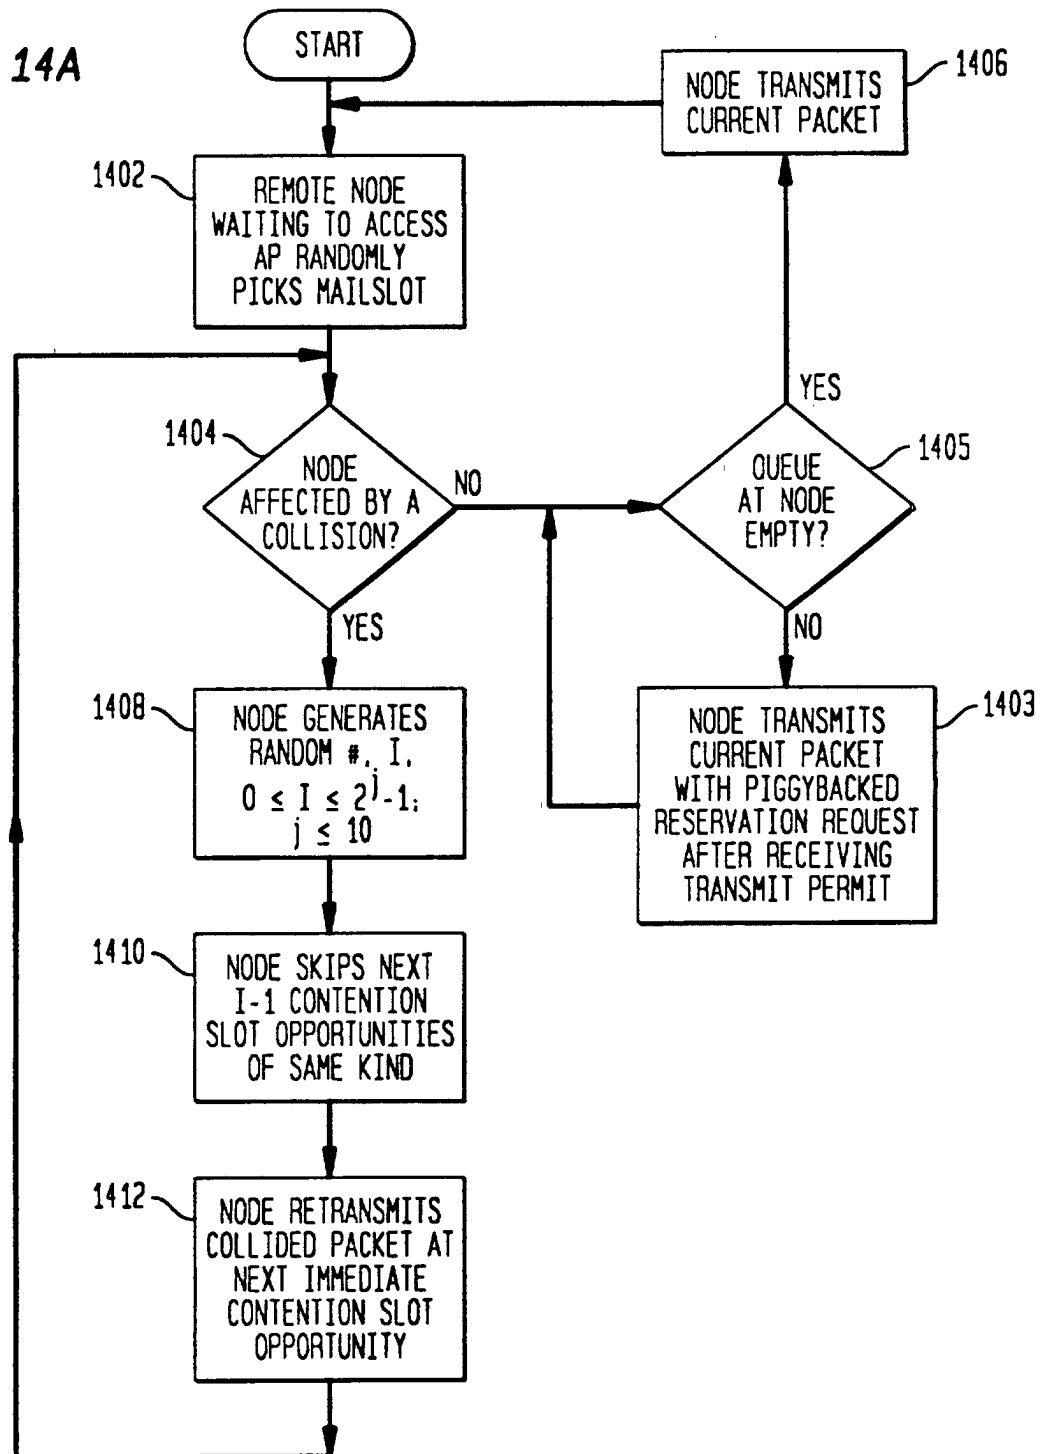 14A
START
1406
NODE TRANSMITS
CURRENT PACKET
1402
REMOTE NODE
WAITING TO ACCESS
AP RANDOMLY
PICKS MAILSLOT
YES
1404
NODE
AFFECTED BY A
COLLISION?
NO
1405
QUEUE
AT NODE
EMPTY?
YES
NO
1408
NODE GENERATES
RANDOM #, I,
0 ≤ I ≤ 2^j-1;
j ≤ 10
1403
NODE TRANSMITS
CURRENT PACKET
WITH PIGGYBACKED
RESERVATION REQUEST
AFTER RECEIVING
TRANSMIT PERMIT
1410
NODE SKIPS NEXT
I-1 CONTENTION
SLOT OPPORTUNITIES
OF SAME KIND
1412
NODE RETRANSMITS
COLLIDED PACKET AT
NEXT IMMEDIATE
CONTENTION SLOT
OPPORTUNITY